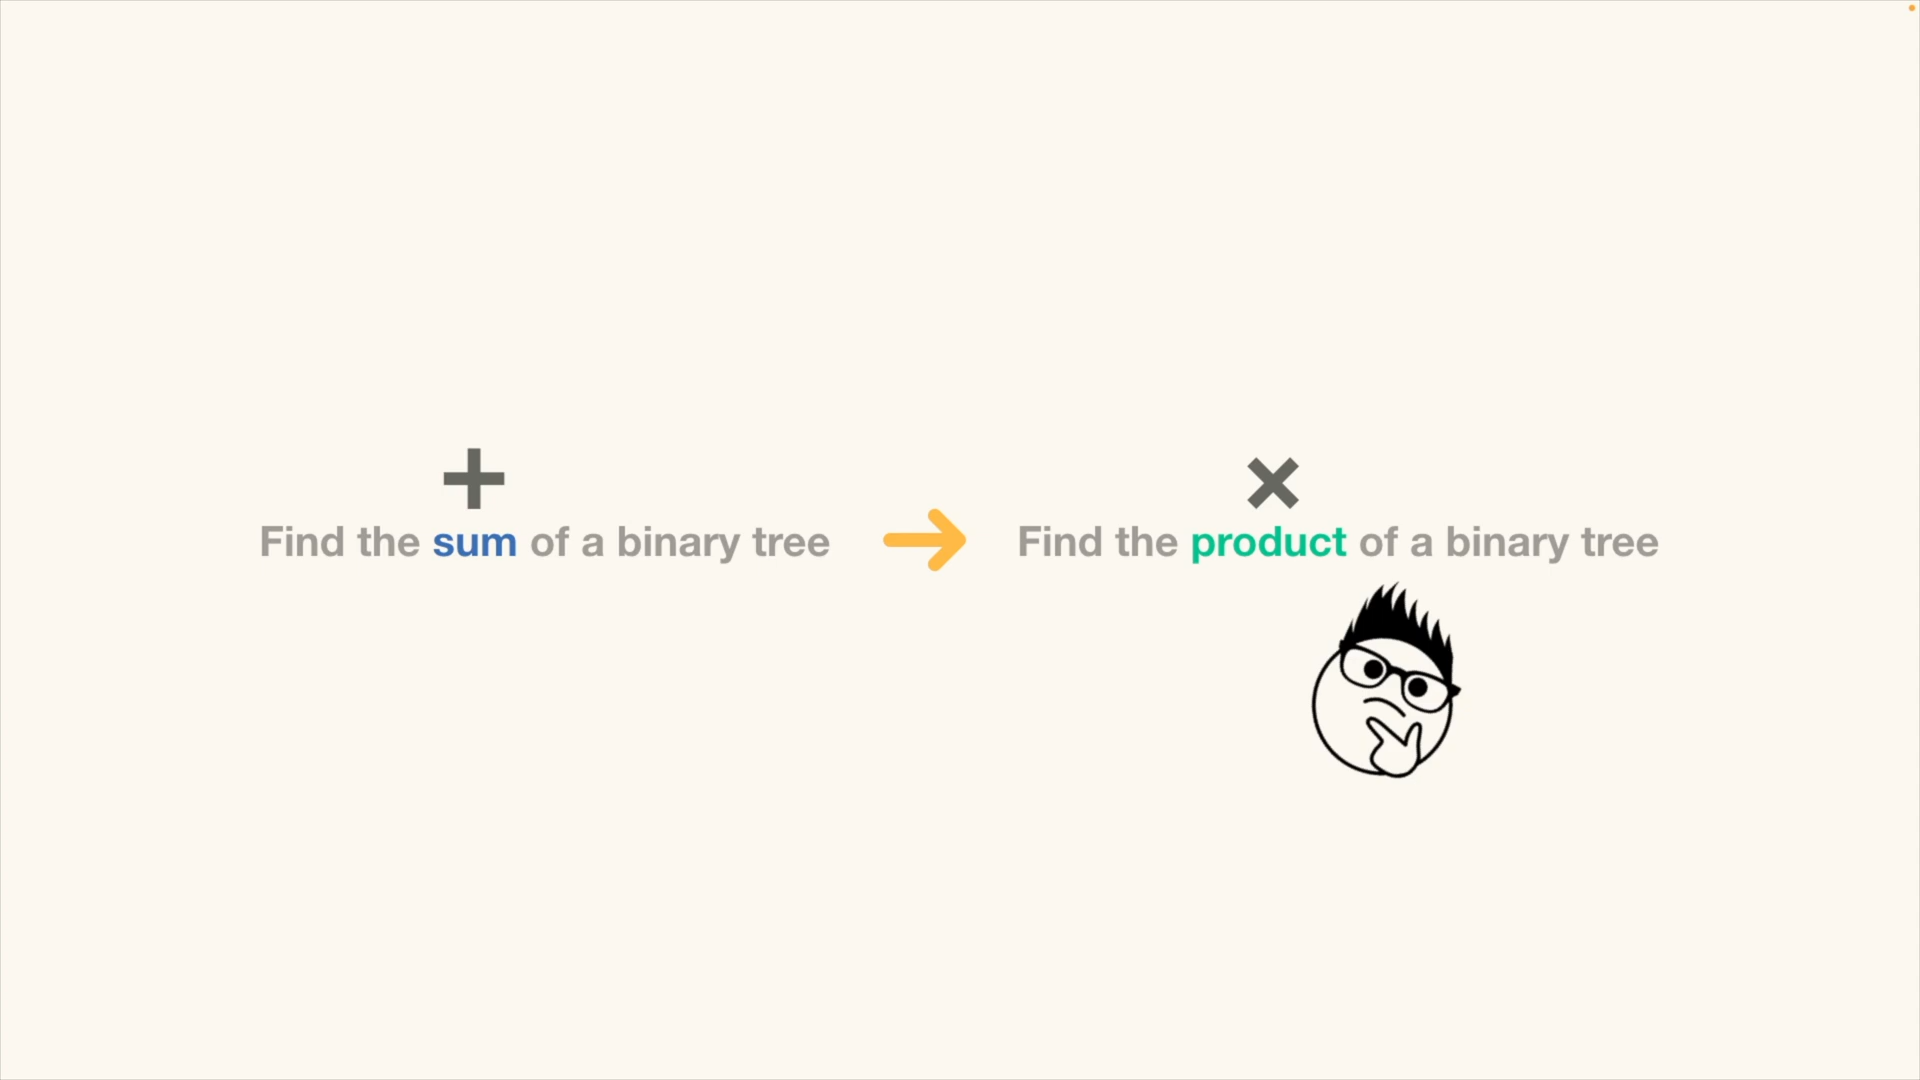 +
Find the sum of a binary tree
×
Find the product of a binary tree